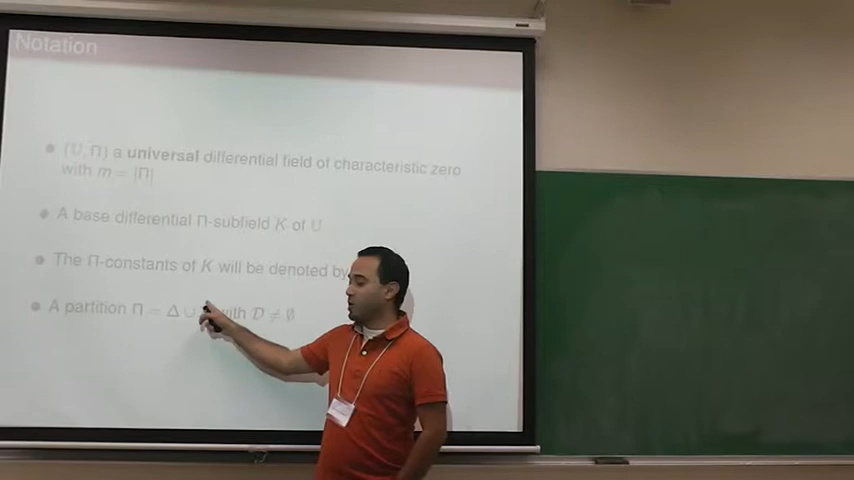 Notation
(U, Π) a universal differential field of characteristic zero
with m = |Π|
A base differential Π-subfield K of U
The Π-constants of K will be denoted by
A partition Π = Δ ∪ with D ≠ ∅